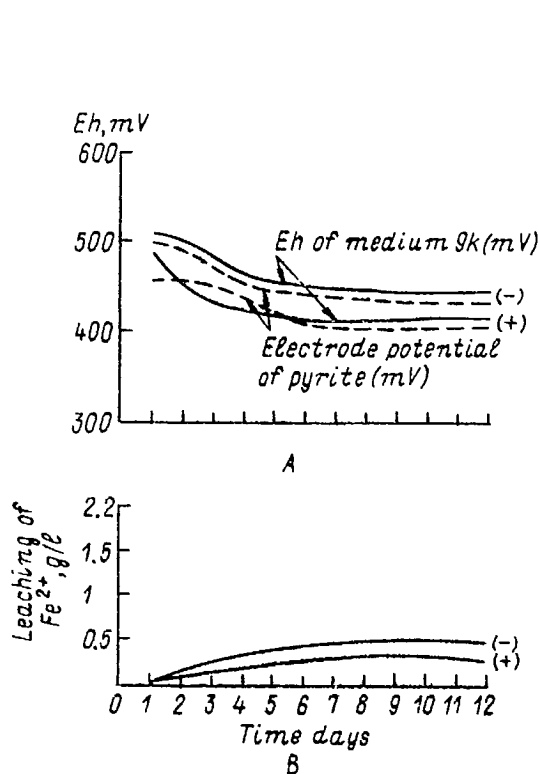 Eh, mV
600
500
400
300
Eh of medium 9k (mV)
(-)
(+)
Electrode potential
of pyrite (mV)
A
Leaching of
Fe2+, g/l
2.2
1.5
1
0.5
(-)
(+)
0 1 2 3 4 5 6 7 8 9 10 11 12
Time days
B